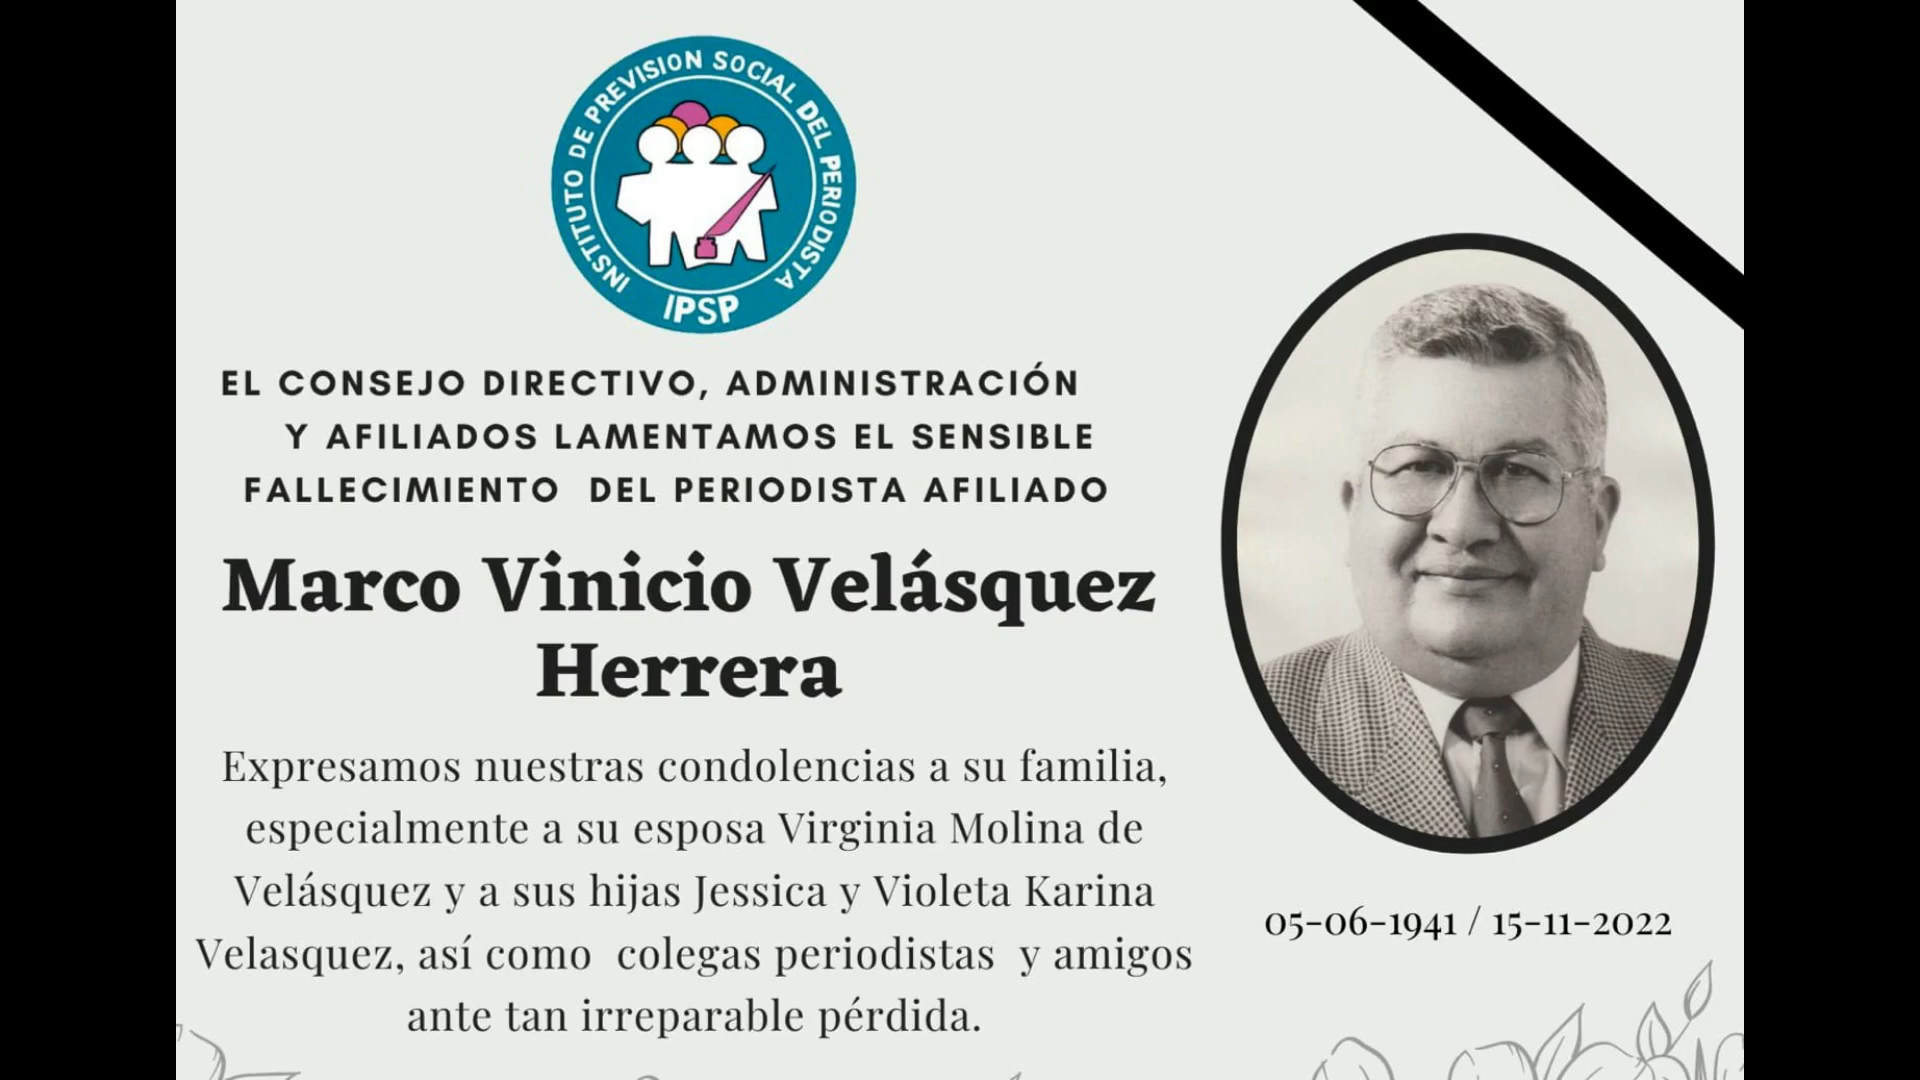 INSTITUTO DE PREVISION SOCIAL DEL PERIODISTA
IPSP
EL CONSEJO DIRECTIVO, ADMINISTRACIÓN
Y AFILIADOS LAMENTAMOS EL SENSIBLE
FALLECIMIENTO DEL PERIODISTA AFILIADO
Marco Vinicio Velásquez
Herrera
Expresamos nuestras condolencias a su familia,
especialmente a su esposa Virginia Molina de
Velásquez y a sus hijas Jessica y Violeta Karina
Velasquez, así como colegas periodistas y amigos
ante tan irreparable pérdida.
05-06-1941 / 15-11-2022